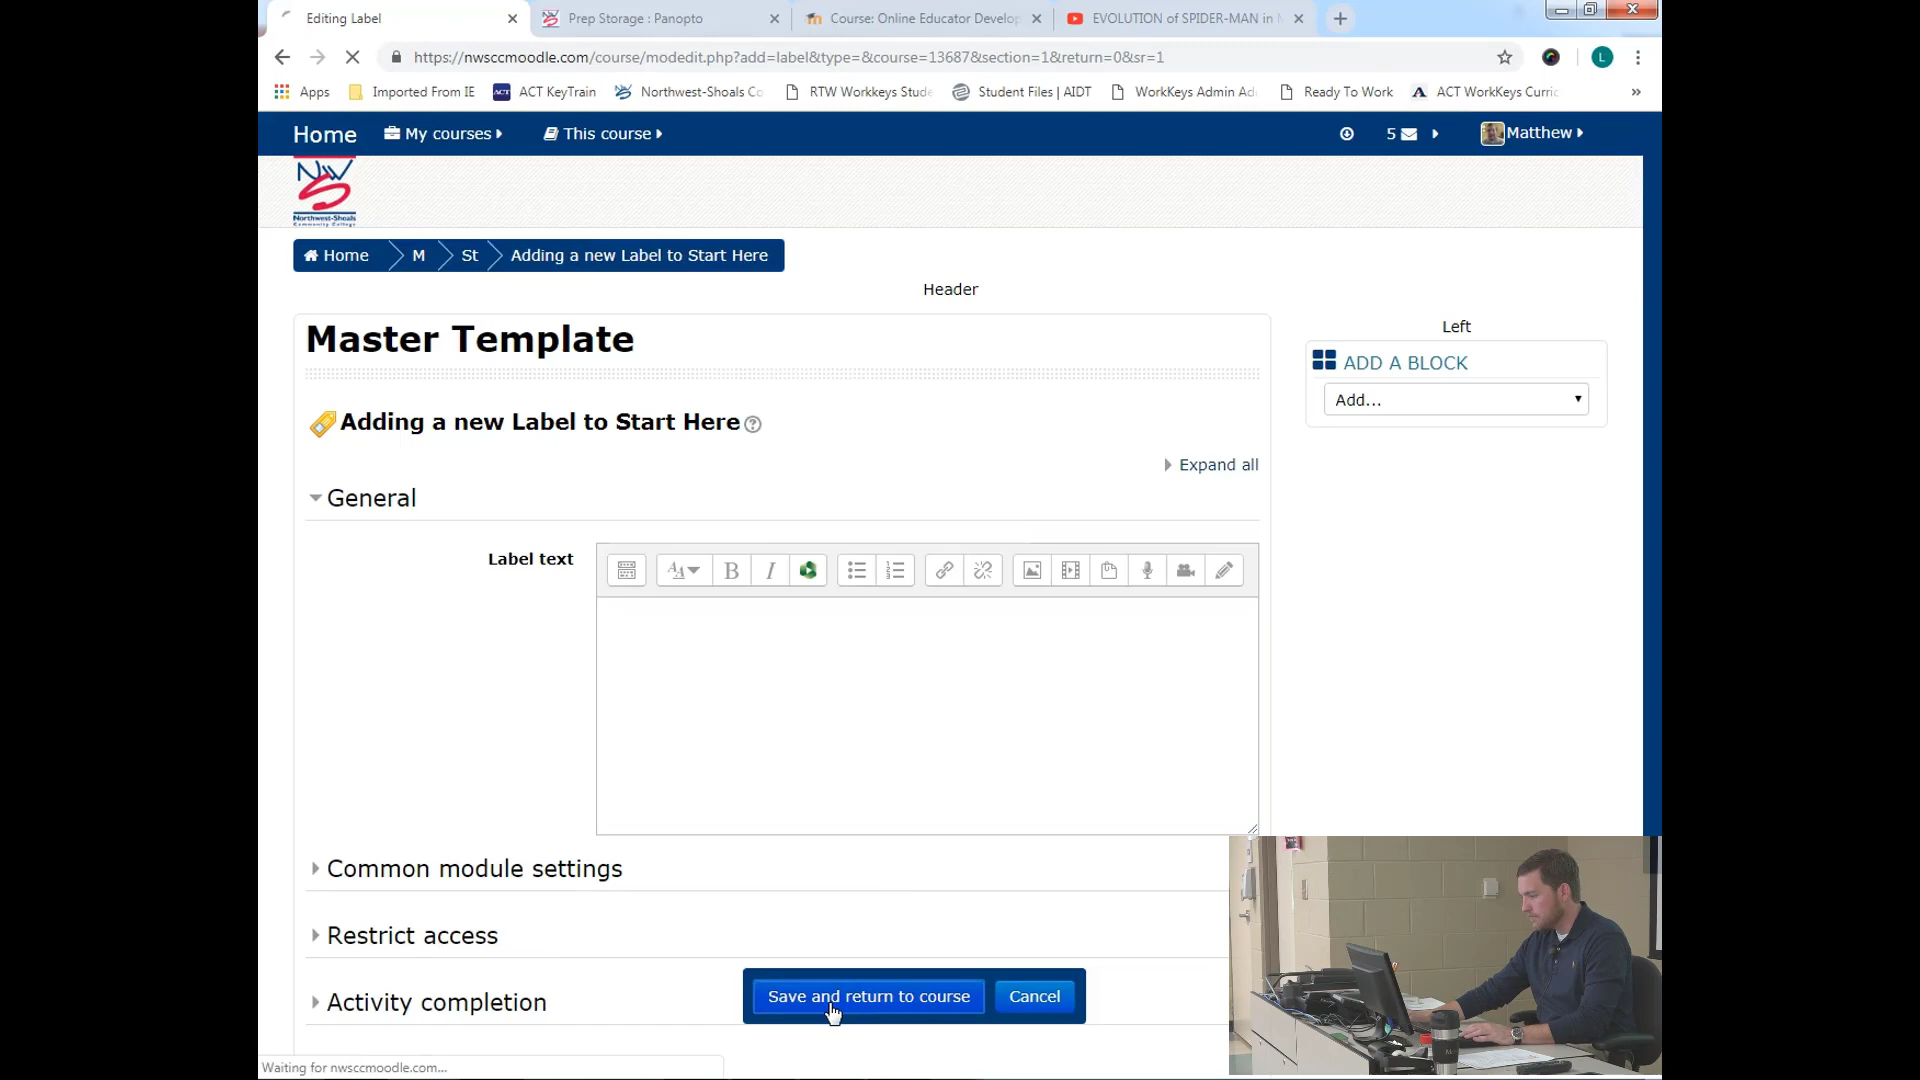 Editing Label
Prep Storage : Panopto
Course: Online Educator Develop
EVOLUTION of SPIDER-MAN in
https://nwsccmoodle.com/course/modedit.php?add=label&type=&course=13687&section=1&return=0&sr=1
L
Apps
Imported From IE
ACT KeyTrain
Northwest-Shoals Co
RTW Workkeys Stude
Student Files | AIDT
WorkKeys Admin Ad
Ready To Work
ACT WorkKeys Curric
Home
My courses
This course
5
Matthew
NWS
Northwest-Shoals
Community College
Home
M
St
Adding a new Label to Start Here
Header
Master Template
Left
ADD A BLOCK
Add...
Adding a new Label to Start Here
Expand all
General
Label text
Common module settings
Restrict access
Activity completion
Save and return to course
Cancel
Waiting for nwsccmoodle.com...